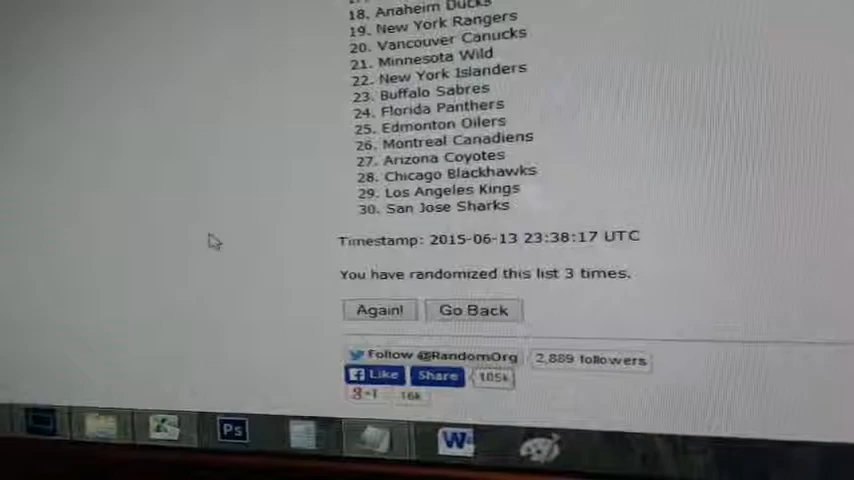 18. Anaheim Ducks
19. New York Rangers
20. Vancouver Canucks
21. Minnesota Wild
22. New York Islanders
23. Buffalo Sabres
24. Florida Panthers
25. Edmonton Oilers
26. Montreal Canadiens
27. Arizona Coyotes
28. Chicago Blackhawks
29. Los Angeles Kings
30. San Jose Sharks
Timestamp: 2015-06-13 23:38:17 UTC
You have randomized this list 3 times.
Again! Go Back
Follow @RandomOrg 2,889 followers
Like Share 105k
+1 16k
Ps W